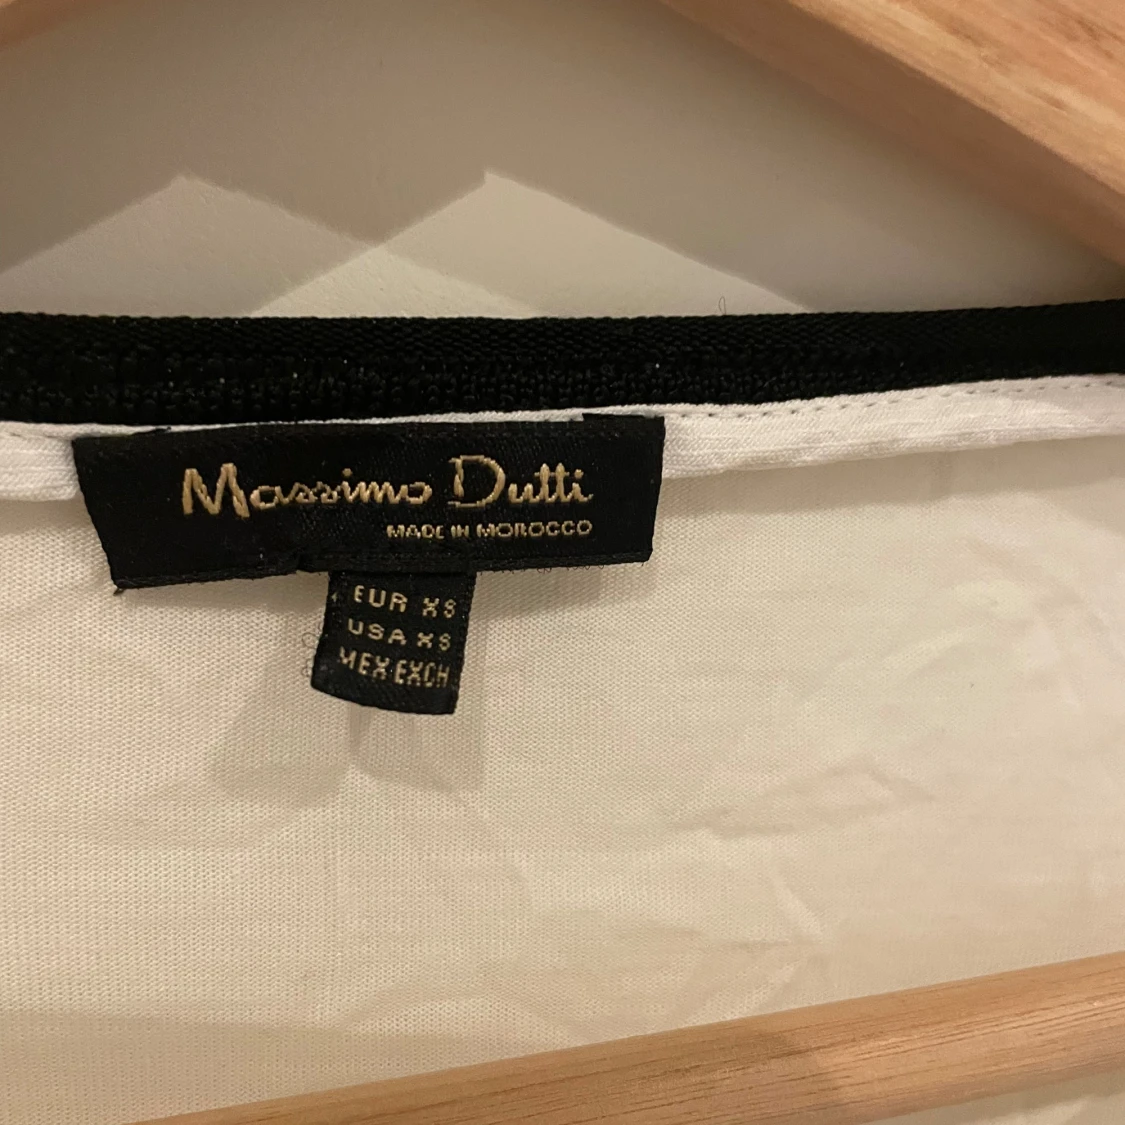 Massimo Dutti
MADE IN MOROCCO
EUR XS
USA XS
MEX EXCH